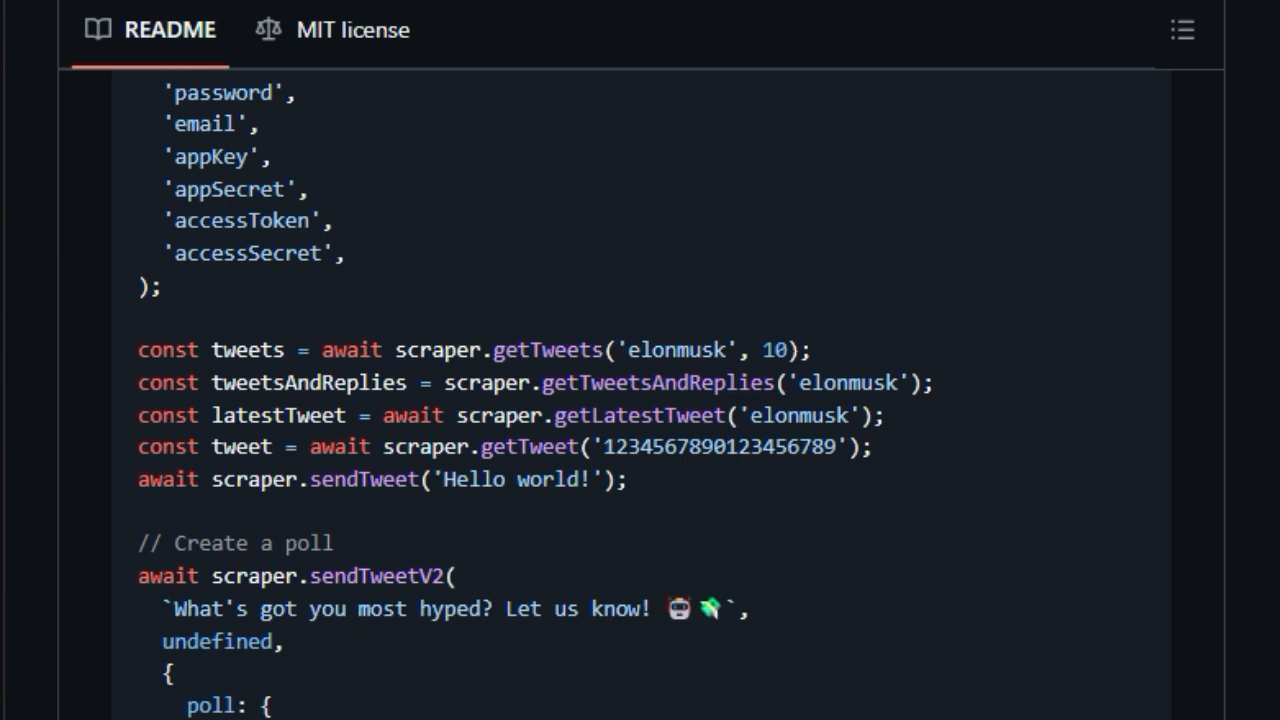 README MIT license
'password',
'email',
'appKey',
'appSecret',
'accessToken',
'accessSecret',
);
const tweets = await scraper.getTweets('elonmusk', 10);
const tweetsAndReplies = scraper.getTweetsAndReplies('elonmusk');
const latestTweet = await scraper.getLatestTweet('elonmusk');
const tweet = await scraper.getTweet('1234567890123456789');
await scraper.sendTweet('Hello world!');
// Create a poll
await scraper.sendTweetV2(
`What's got you most hyped? Let us know! 🤖💸`,
undefined,
{
poll: {